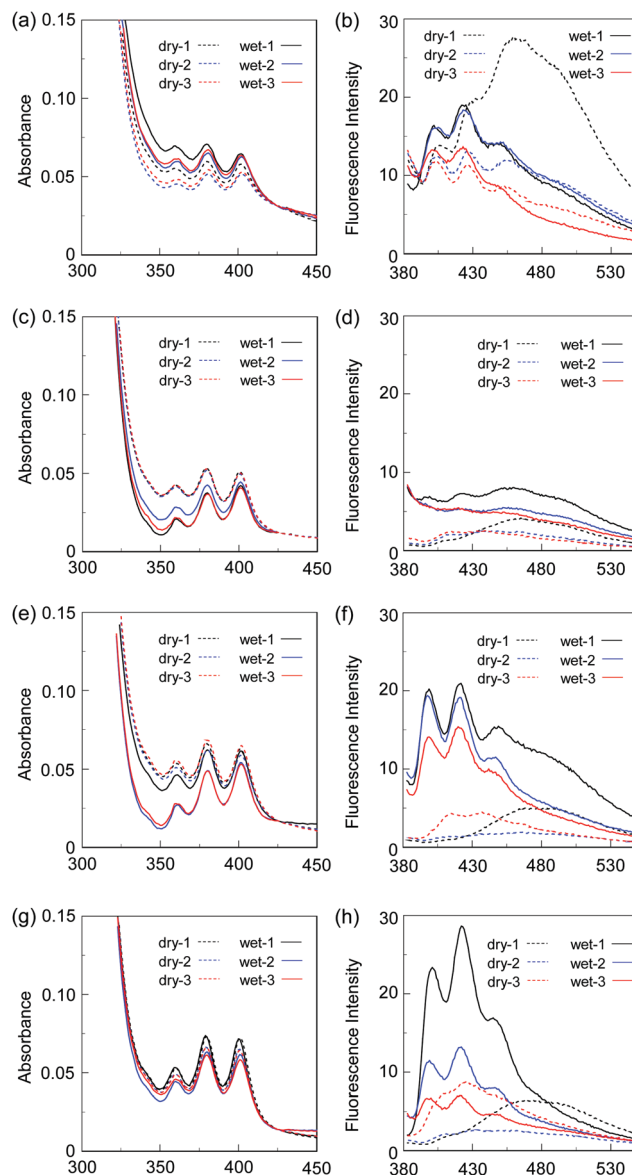 (a) 0.15 0.10 0.05 0 Absorbance
dry-1 wet-1
dry-2 wet-2
dry-3 wet-3
300 350 400 450
(b) 30 20 10 0 Fluorescence Intensity
dry-1 wet-1
dry-2 wet-2
dry-3 wet-3
380 430 480 530
(c) 0.15 0.10 0.05 0 Absorbance
dry-1 wet-1
dry-2 wet-2
dry-3 wet-3
300 350 400 450
(d) 30 20 10 0 Fluorescence Intensity
dry-1 wet-1
dry-2 wet-2
dry-3 wet-3
380 430 480 530
(e) 0.15 0.10 0.05 0 Absorbance
dry-1 wet-1
dry-2 wet-2
dry-3 wet-3
300 350 400 450
(f) 30 20 10 0 Fluorescence Intensity
dry-1 wet-1
dry-2 wet-2
dry-3 wet-3
380 430 480 530
(g) 0.15 0.10 0.05 0 Absorbance
dry-1 wet-1
dry-2 wet-2
dry-3 wet-3
300 350 400 450
(h) 30 20 10 0 Fluorescence Intensity
dry-1 wet-1
dry-2 wet-2
dry-3 wet-3
380 430 480 530